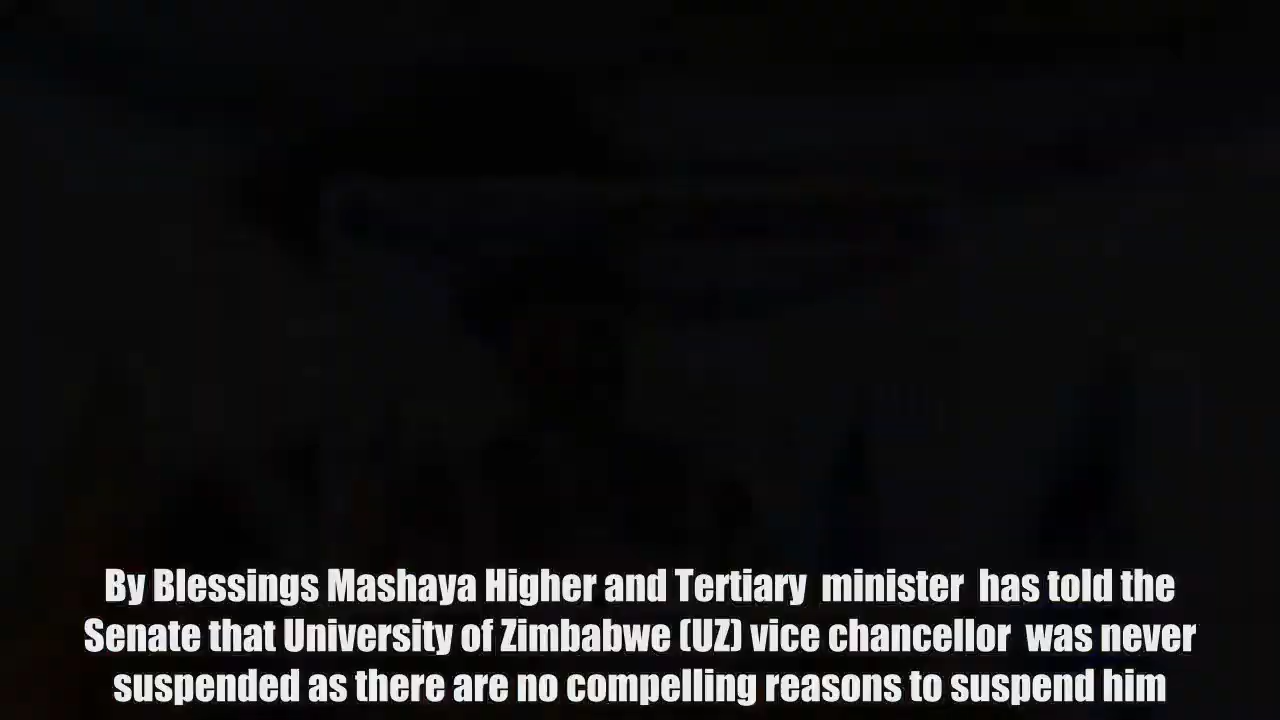 By Blessings Mashaya Higher and Tertiary  minister  has told the
Senate that University of Zimbabwe (UZ) vice chancellor  was never
suspended as there are no compelling reasons to suspend him